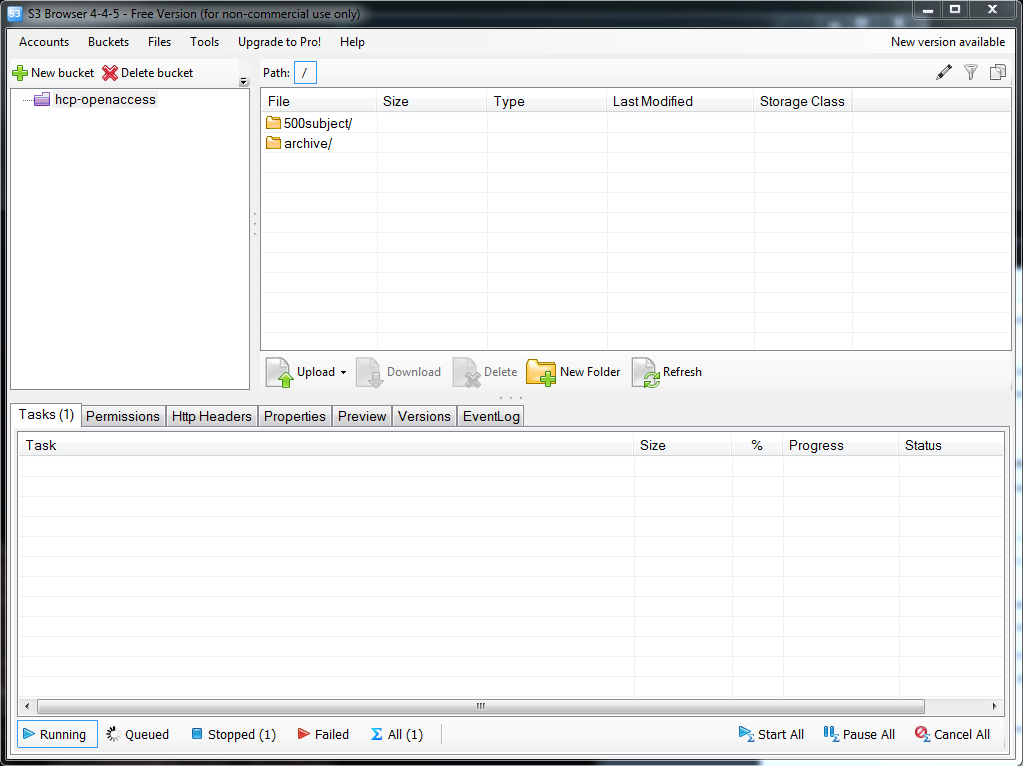 S3 S3 Browser 4-4-5 - Free Version (for non-commercial use only)
Accounts Buckets Files Tools Upgrade to Pro! Help New version available
New bucket Delete bucket Path: /
hcp-openaccess
File Size Type Last Modified Storage Class
500subject/
archive/
Upload Download Delete New Folder Refresh
Tasks (1) Permissions Http Headers Properties Preview Versions EventLog
Task Size % Progress Status
Running Queued Stopped (1) Failed All (1) Start All Pause All Cancel All